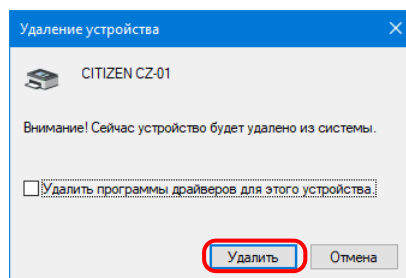 Удаление устройства
CITIZEN CZ-01
Внимание! Сейчас устройство будет удалено из системы.
Удалить программы драйверов для этого устройства.
Удалить Отмена